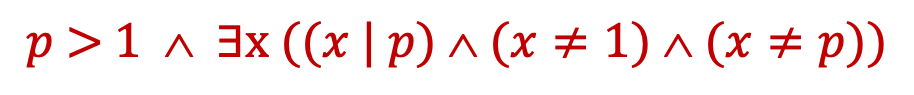 p > 1 ∧ ∃x ((x | p) ∧ (x ≠ 1) ∧ (x ≠ p))